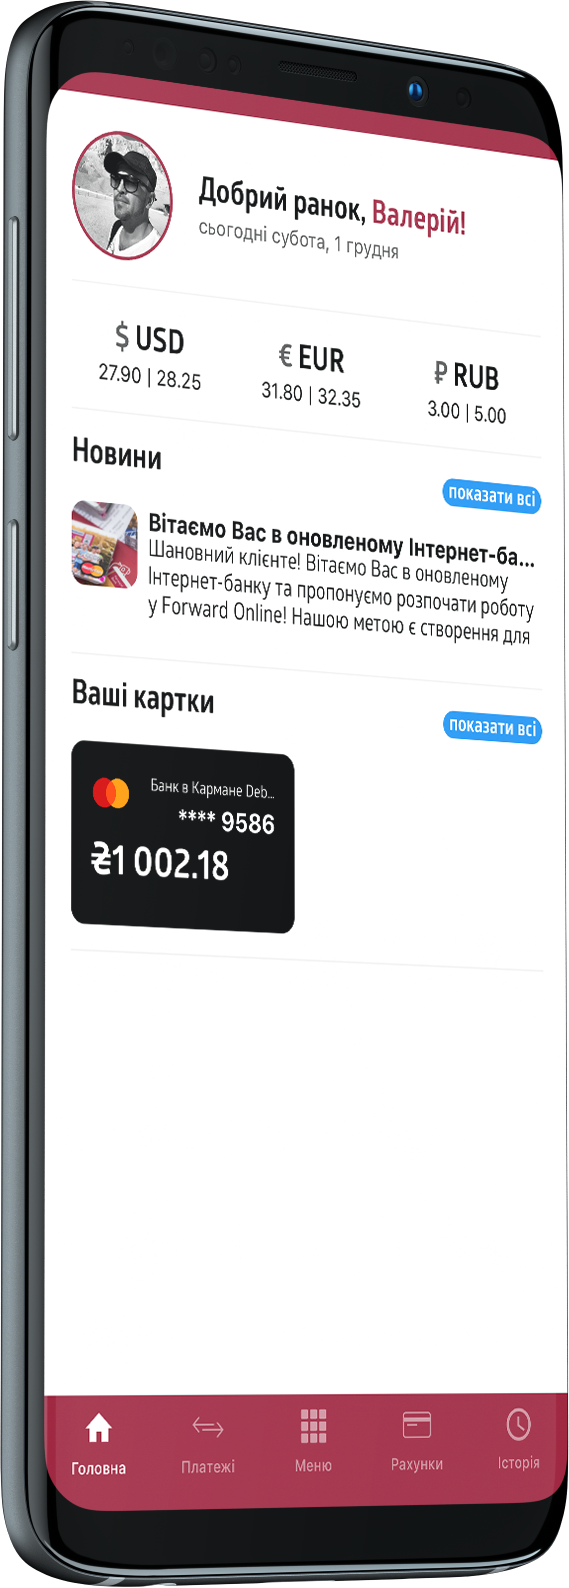 Добрий ранок, Валерій!
сьогодні субота, 1 грудня
$ USD
27.90 | 28.25
€ EUR
31.80 | 32.35
₽ RUB
3.00 | 5.00
Новини
показати всі
Вітаємо Вас в оновленому Інтернет-ба...
Шановний клієнте! Вітаємо Вас в оновленому
Інтернет-банку та пропонуємо розпочати роботу
у Forward Online! Нашою метою є створення для
Ваші картки
показати всі
Банк в Кармане Deb...
**** 9586
₴1 002.18
Головна
Платежі
Меню
Рахунки
Історія